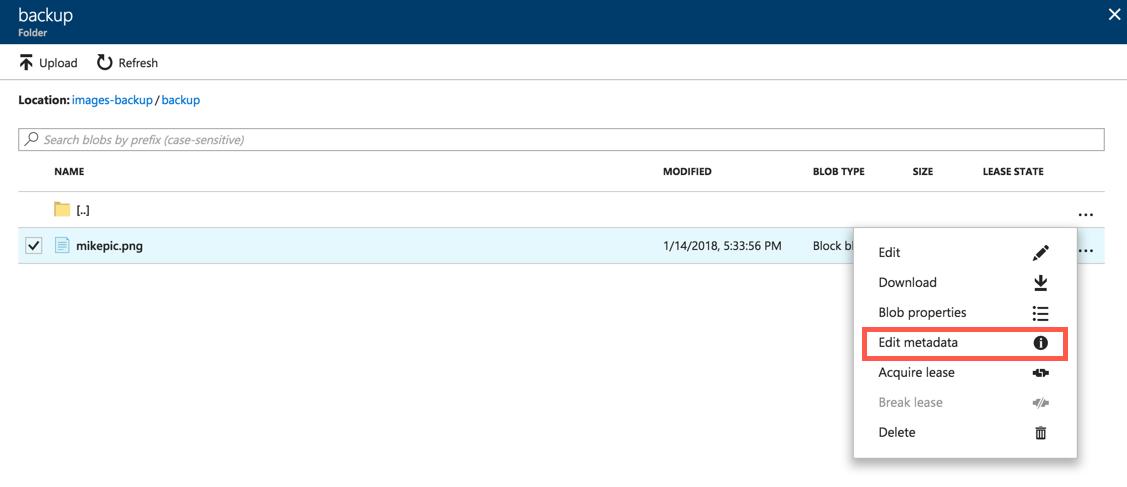 backup
Folder
Upload Refresh
Location: images-backup / backup
Search blobs by prefix (case-sensitive)
NAME MODIFIED BLOB TYPE SIZE LEASE STATE
[..] ...
mikepic.png 1/14/2018, 5:33:56 PM Block bl ...
Edit
Download
Blob properties
Edit metadata
Acquire lease
Break lease
Delete